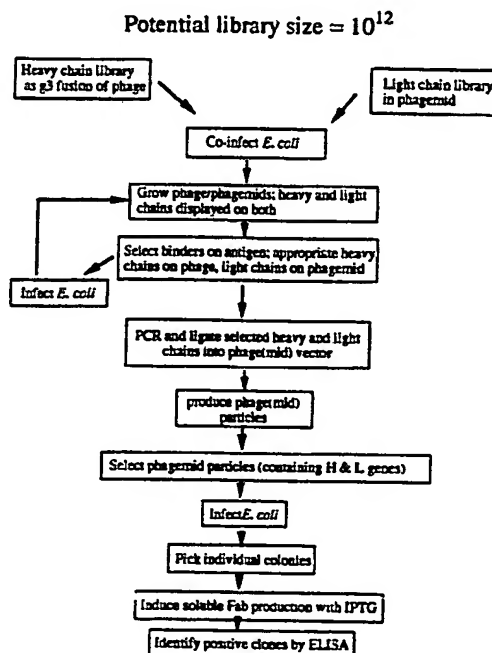 Potential library size = 10¹²
Heavy chain library
as g3 fusion of phage
Light chain library
in phagemid
Co-infect E. coli
Grow phage/phagemids; heavy and light
chains displayed on both
Select binders on antigen; appropriate heavy
chains on phage, light chains on phagemid
Infect E. coli
PCR and ligate selected heavy and light
chains into phage(mid) vector
produce phage(mid)
particles
Select phagemid particles (containing H & L genes)
Infect E. coli
Pick individual colonies
Induce soluble Fab production with IPTG
Identify positive clones by ELISA